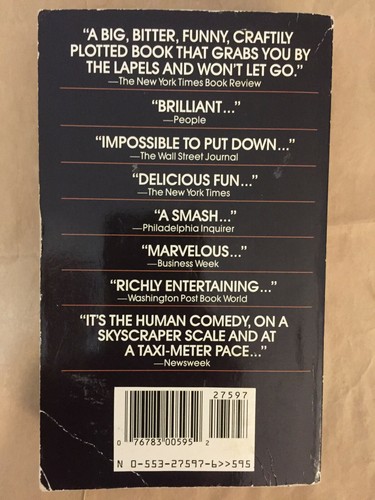 “A BIG, BITTER, FUNNY, CRAFTILY
PLOTTED BOOK THAT GRABS YOU BY
THE LAPELS AND WON’T LET GO.”
—The New York Times Book Review
“BRILLIANT...”
—People
“IMPOSSIBLE TO PUT DOWN...”
—The Wall Street Journal
“DELICIOUS FUN...”
—The New York Times
“A SMASH...”
—Philadelphia Inquirer
“MARVELOUS...”
—Business Week
“RICHLY ENTERTAINING...”
—Washington Post Book World
“IT’S THE HUMAN COMEDY, ON A
SKYSCRAPER SCALE AND AT
A TAXI-METER PACE...”
—Newsweek
27597
0 76783 00595 2
N 0-553-27597-6>>595